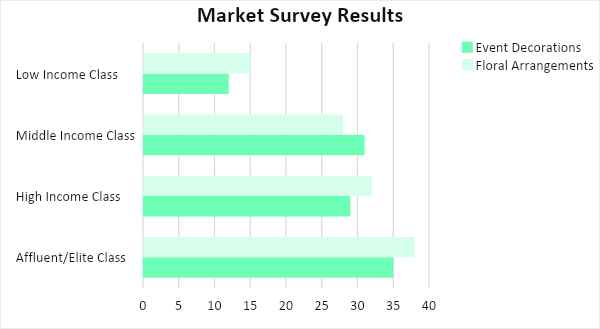 Market Survey Results
Event Decorations
Floral Arrangements
Low Income Class
Middle Income Class
High Income Class
Affluent/Elite Class
0 5 10 15 20 25 30 35 40